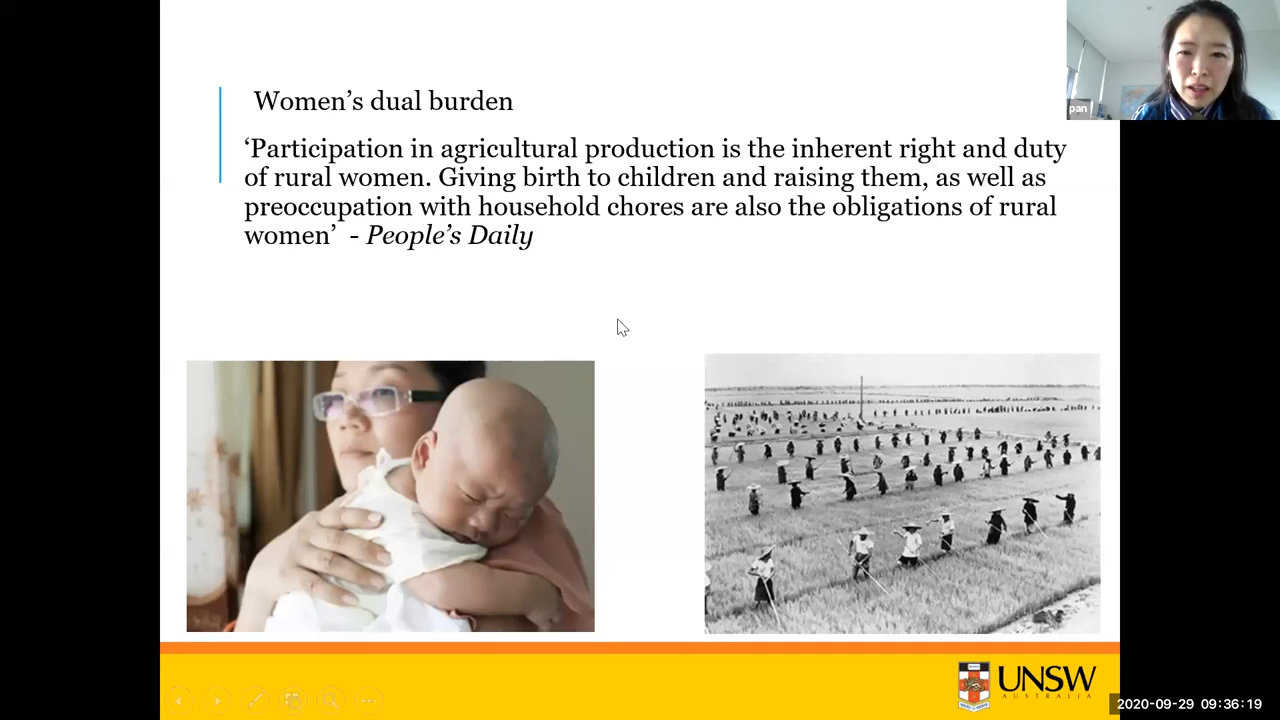 Women’s dual burden
‘Participation in agricultural production is the inherent right and duty
of rural women. Giving birth to children and raising them, as well as
preoccupation with household chores are also the obligations of rural
women’  - People’s Daily
pan
UNSW
AUSTRALIA
2020-09-29 09:36:19